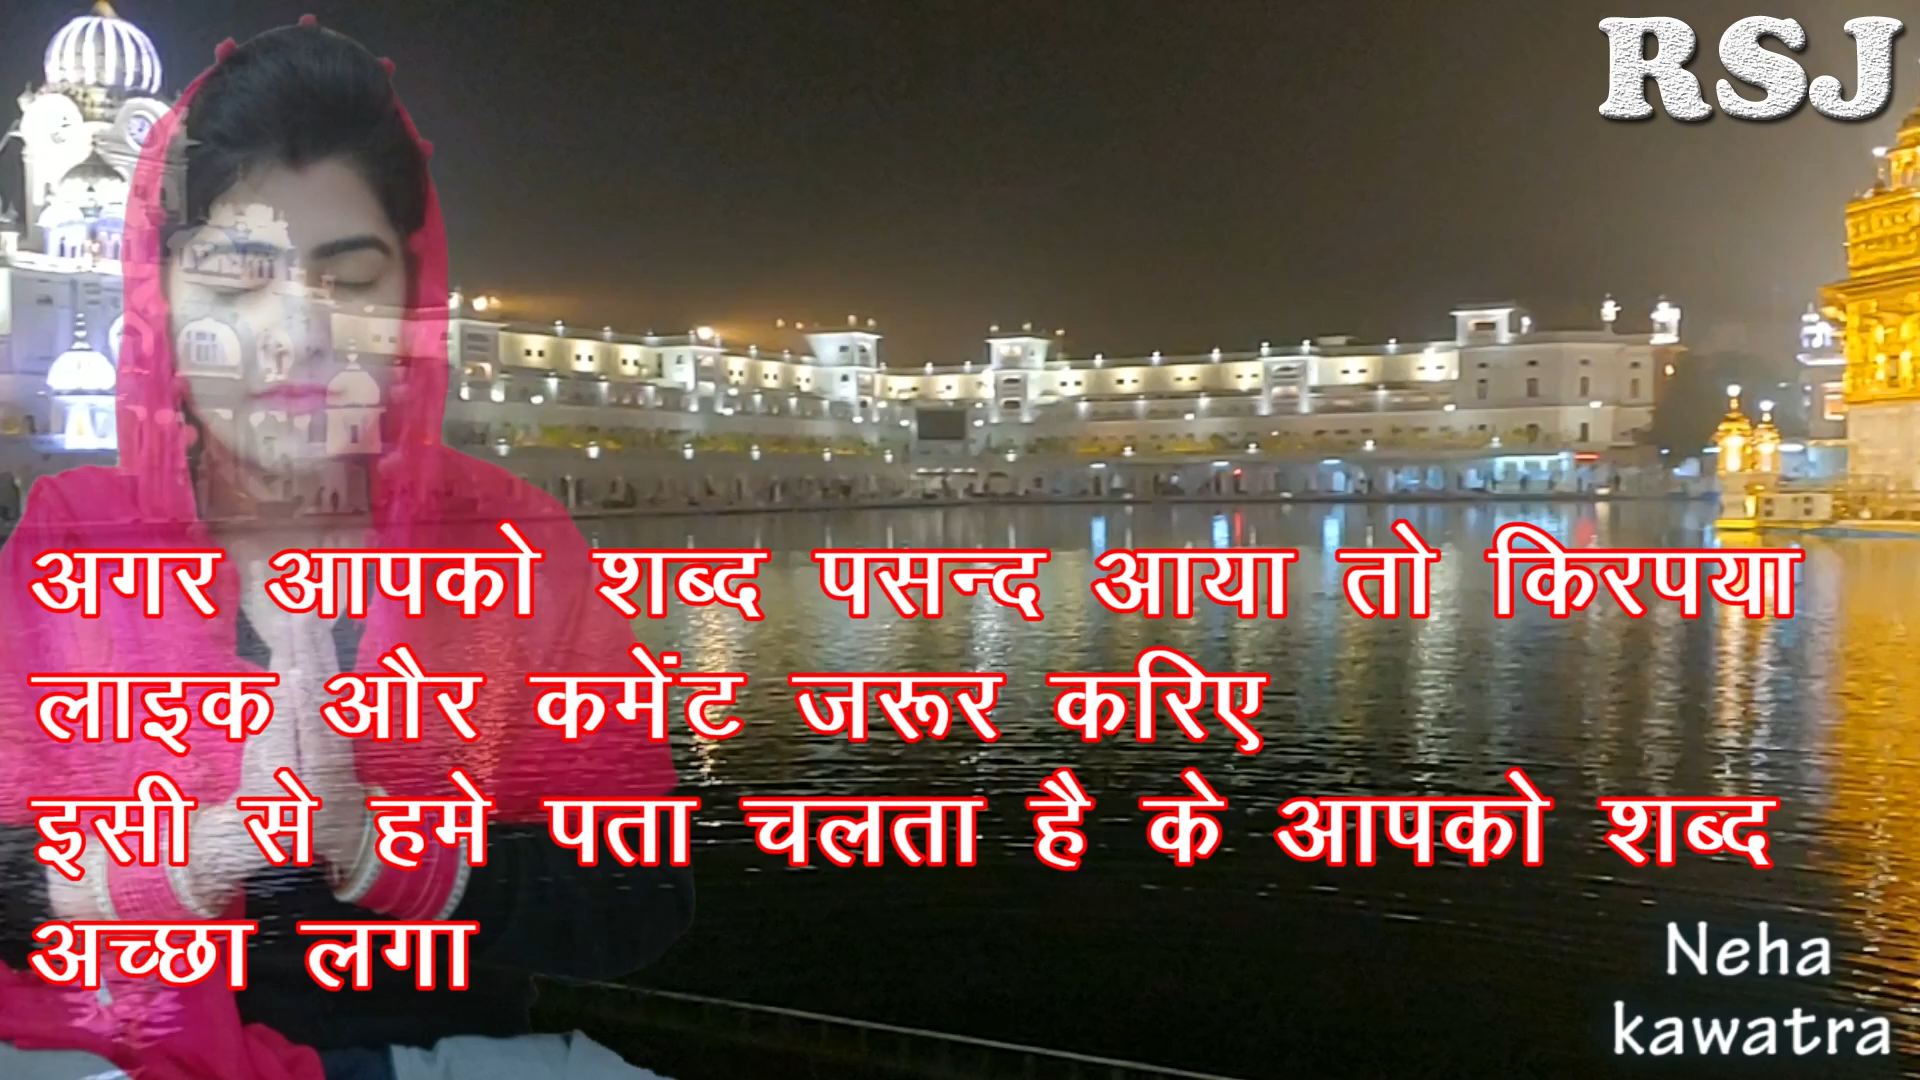 RSJ
अगर आपको शब्द पसन्द आया तो किरपया
लाइक और कमेंट जरूर करिए
इसी से हमे पता चलता है के आपको शब्द
अच्छा लगा
Neha
kawatra